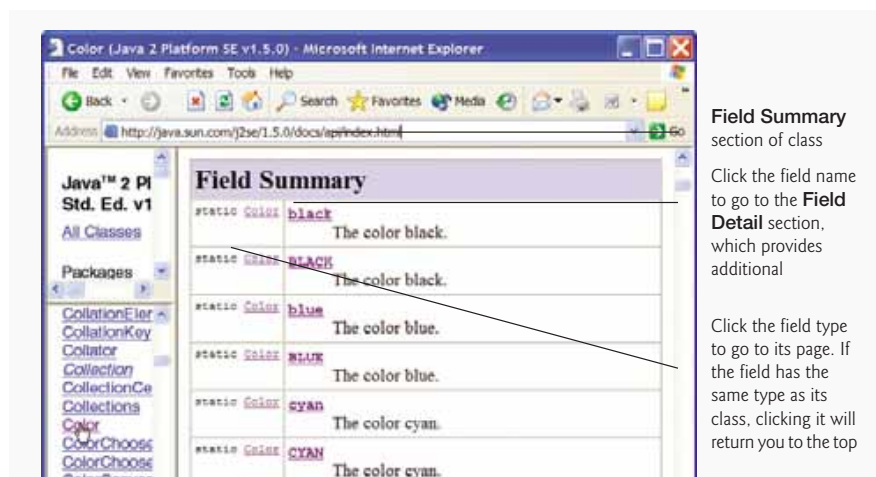 Color (Java 2 Platform SE v1.5.0) - Microsoft Internet Explorer
File Edit View Favorites Tools Help
Back Search Favorites Media
Address http://java.sun.com/j2se/1.5.0/docs/api/index.html Go
Java™ 2 Pl
Std. Ed. v1
All Classes
Packages
CollationEler
CollationKey
Collator
Collection
CollectionCe
Collections
Color
ColorChoose
ColorChoose
Field Summary
static Color black
The color black.
static Color BLACK
The color black.
static Color blue
The color blue.
static Color BLUE
The color blue.
static Color cyan
The color cyan.
static Color CYAN
The color cyan.
Field Summary
section of class
Click the field name
to go to the Field
Detail section,
which provides
additional
Click the field type
to go to its page. If
the field has the
same type as its
class, clicking it will
return you to the top